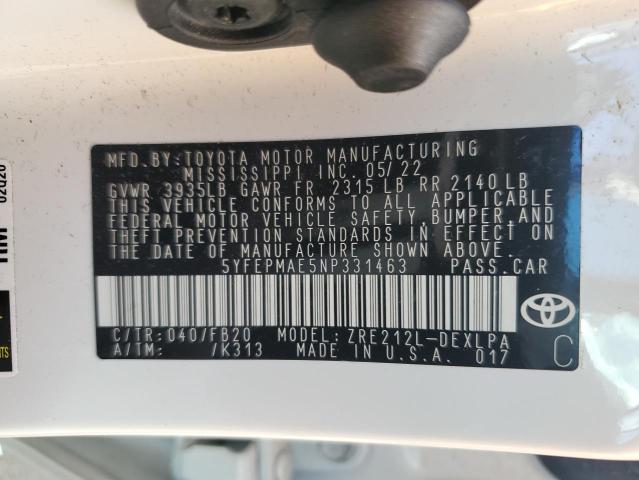 MFD.BY:TOYOTA MOTOR MANUFACTURING
MISSISSIPPI INC. 05/22
GVWR 3935LB GAWR FR 2315 LB RR 2140LB
THIS VEHICLE CONFORMS TO ALL APPLICABLE
FEDERAL MOTOR VEHICLE SAFETY, BUMPER, AND
THEFT PREVENTION STANDARDS IN EFFECT ON
THE DATE OF MANUFACTURE SHOWN ABOVE.
5YFEPMAE5NP331463 PASS.CAR
C/TR: 040/FB20 MODEL: ZRE212L-DEXLPA
A/TM: /K313 MADE IN U.S.A. 017
C